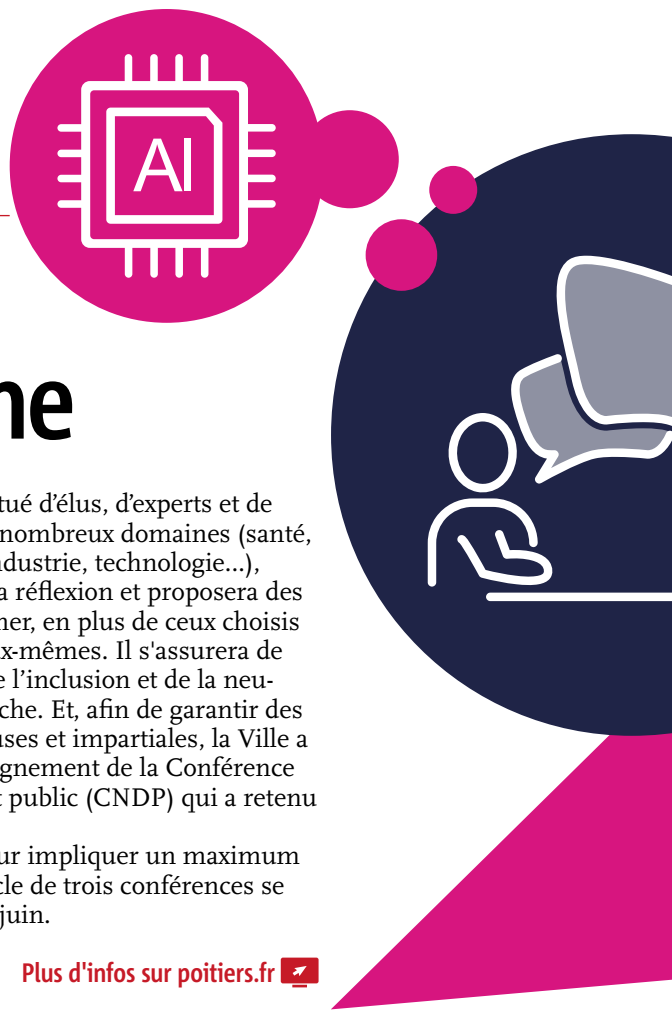 AI
ne
tué d’élus, d’experts et de
nombreux domaines (santé,
ndustrie, technologie...),
a réflexion et proposera des
ner, en plus de ceux choisis
x-mêmes. Il s'assurera de
e l’inclusion et de la neu-
che. Et, afin de garantir des
uses et impartiales, la Ville a
gnement de la Conférence
t public (CNDP) qui a retenu
ur impliquer un maximum
cle de trois conférences se
juin.
Plus d'infos sur poitiers.fr